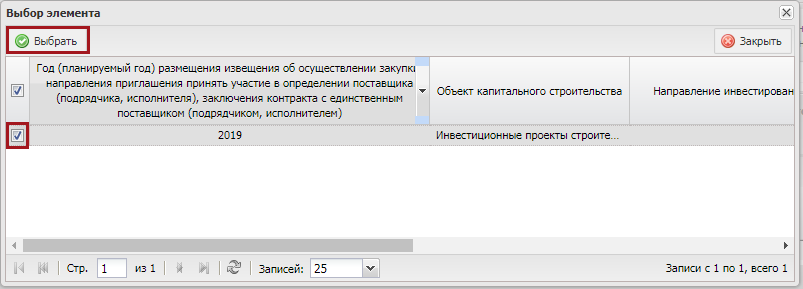 Выбор элемента
Выбрать
Закрыть
Год (планируемый год) размещения извещения об осуществлении закупки
направления приглашения принять участие в определении поставщика
(подрядчика, исполнителя), заключения контракта с единственным
поставщиком (подрядчиком, исполнителем)
Объект капитального строительства
Направление инвестирован
2019
Инвестиционные проекты строите...
Стр. 1 из 1
Записей: 25
Записи с 1 по 1, всего 1